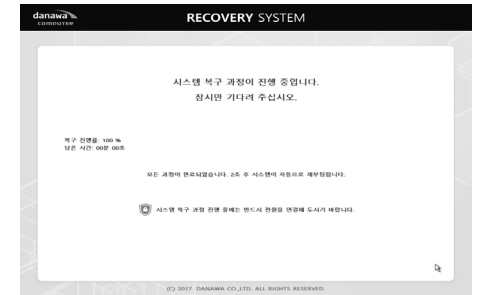 danawa
COMPUTER
RECOVERY SYSTEM
시스템 복구 과정이 진행 중입니다.
잠시만 기다려 주십시오.
복구 진행률: 100 %
남은 시간: 00분 00초
모든 과정이 완료되었습니다. 2초 후 시스템이 자동으로 재부팅됩니다.
시스템 복구 과정 진행 중에는 반드시 전원을 연결해 두시기 바랍니다.
(C) 2017. DANAWA CO.,LTD. ALL RIGHTS RESERVED.